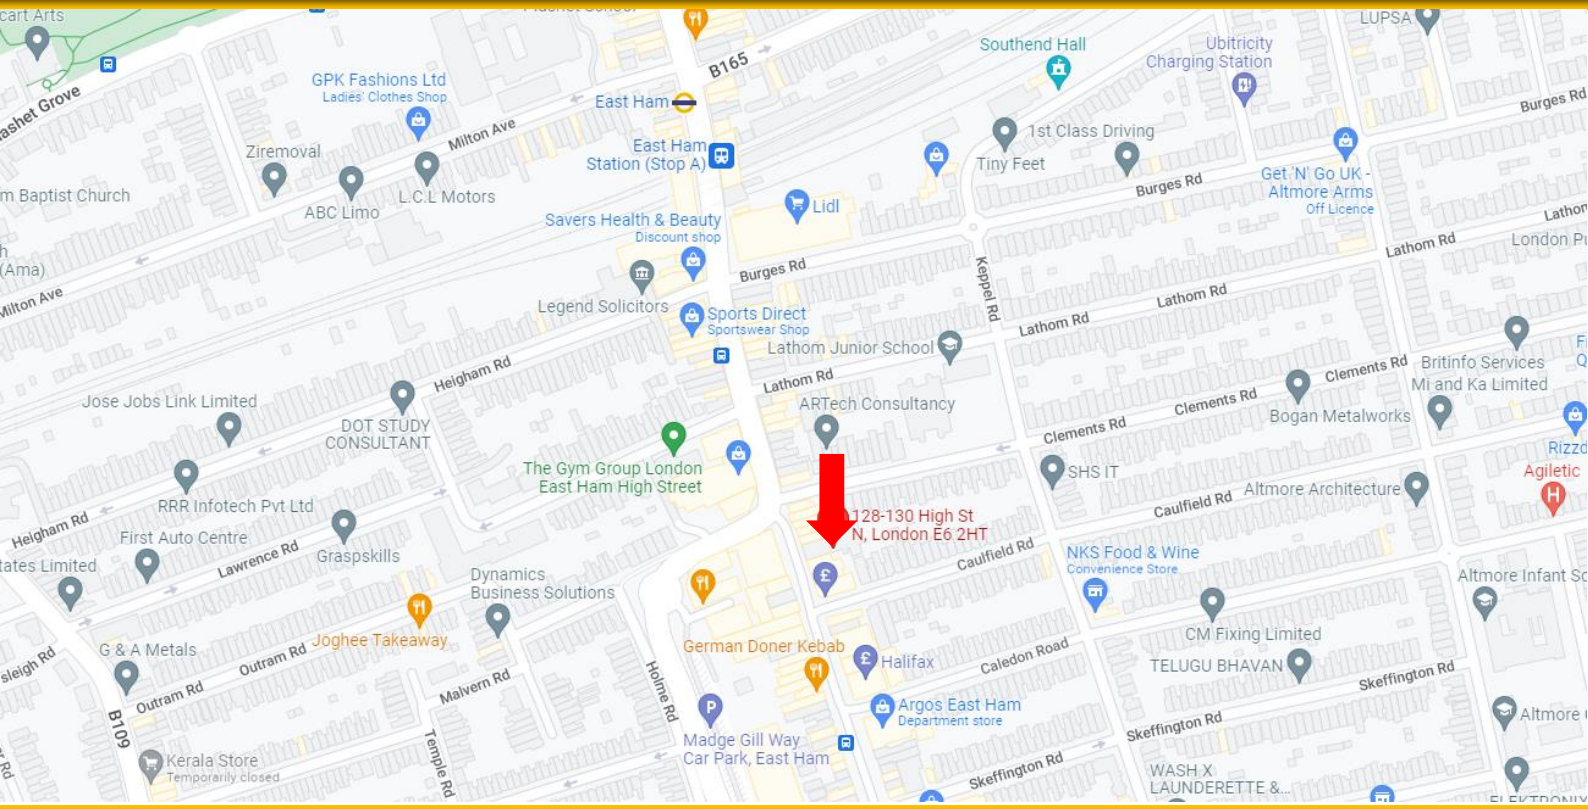 cart Arts
LUPSA
B165
Southend Hall
Ubitricity
Charging Station
GPK Fashions Ltd
Ladies' Clothes Shop
East Ham
Burges Rd
Milton Ave
1st Class Driving
Ziremoval
East Ham
Station (Stop A)
Tiny Feet
Get 'N' Go UK -
Altmore Arms
Off Licence
Burges Rd
m Baptist Church
ABC Limo
L.C.L Motors
Lidl
Savers Health & Beauty
Discount shop
Lathom Rd
(Ama)
Burges Rd
Keppel Rd
Milton Ave
Legend Solicitors
Lathom Rd
Sports Direct
Sportswear Shop
Lathom Rd
Lathom Junior School
Heigham Rd
Lathom Rd
Clements Rd
Britinfo Services
Mi and Ka Limited
Jose Jobs Link Limited
ARTech Consultancy
Clements Rd
Bogan Metalworks
DOT STUDY
CONSULTANT
Clements Rd
The Gym Group London
East Ham High Street
SHS IT
Agiletic
Altmore Architecture
RRR Infotech Pvt Ltd
Caulfield Rd
128-130 High St
N, London E6 2HT
Heigham Rd
First Auto Centre
Lawrence Rd
Graspskills
Caulfield Rd
NKS Food & Wine
Convenience Store
tates Limited
Dynamics
Business Solutions
£
CM Fixing Limited
Joghee Takeaway
German Doner Kebab
G & A Metals
Outram Rd
£
Halifax
Caledon Road
TELUGU BHAVAN
Skeffington Rd
sleigh Rd
Malvern Rd
Holme Rd
Outram Rd
P
Argos East Ham
Department store
B109
Skeffington Rd
Madge Gill Way
Car Park, East Ham
Temple Rd
Kerala Store
Temporarily closed
Skeffington Rd
WASH X
LAUNDERETTE &...
H